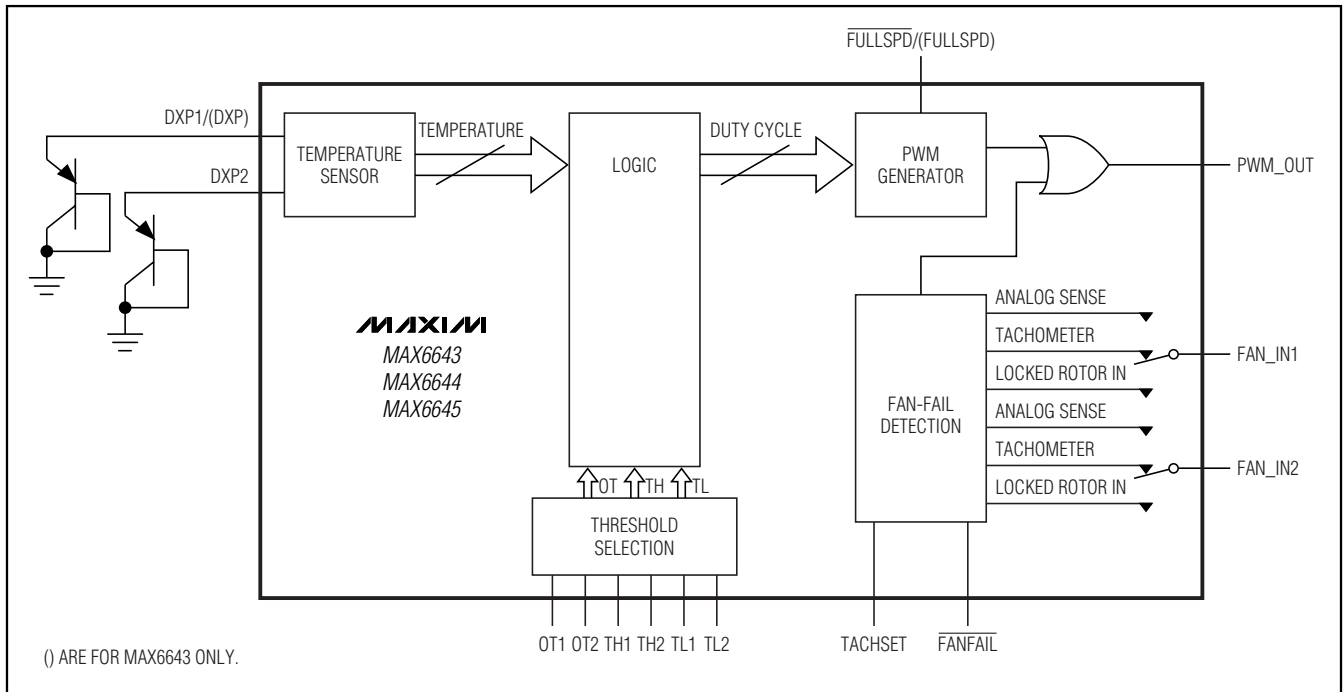 FULLSPD/(FULLSPD)
DXP1/(DXP)
DXP2
TEMPERATURE
SENSOR
TEMPERATURE
LOGIC
DUTY CYCLE
PWM
GENERATOR
PWM_OUT
MAXIM
MAX6643
MAX6644
MAX6645
FAN-FAIL
DETECTION
ANALOG SENSE
TACHOMETER
LOCKED ROTOR IN
ANALOG SENSE
TACHOMETER
LOCKED ROTOR IN
FAN_IN1
FAN_IN2
OT TH TL
THRESHOLD
SELECTION
OT1 OT2 TH1 TH2 TL1 TL2
TACHSET
FANFAIL
() ARE FOR MAX6643 ONLY.